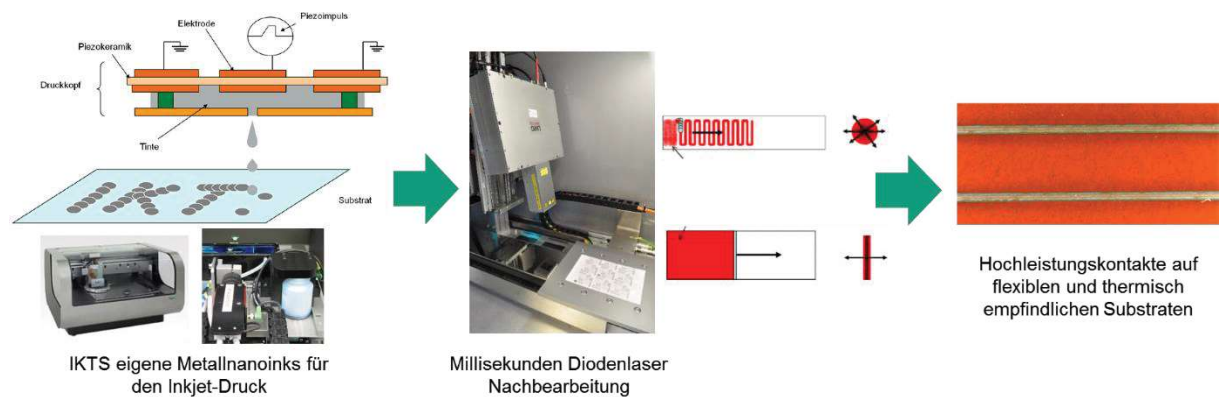 Piezoimpuls
Elektrode
Piezokeramik
Druckkopf
Tinte
Substrat
IKTS eigene Metallnanoinks für
den Inkjet-Druck
Millisekunden Diodenlaser
Nachbearbeitung
Hochleistungskontakte auf
flexiblen und thermisch
empfindlichen Substraten